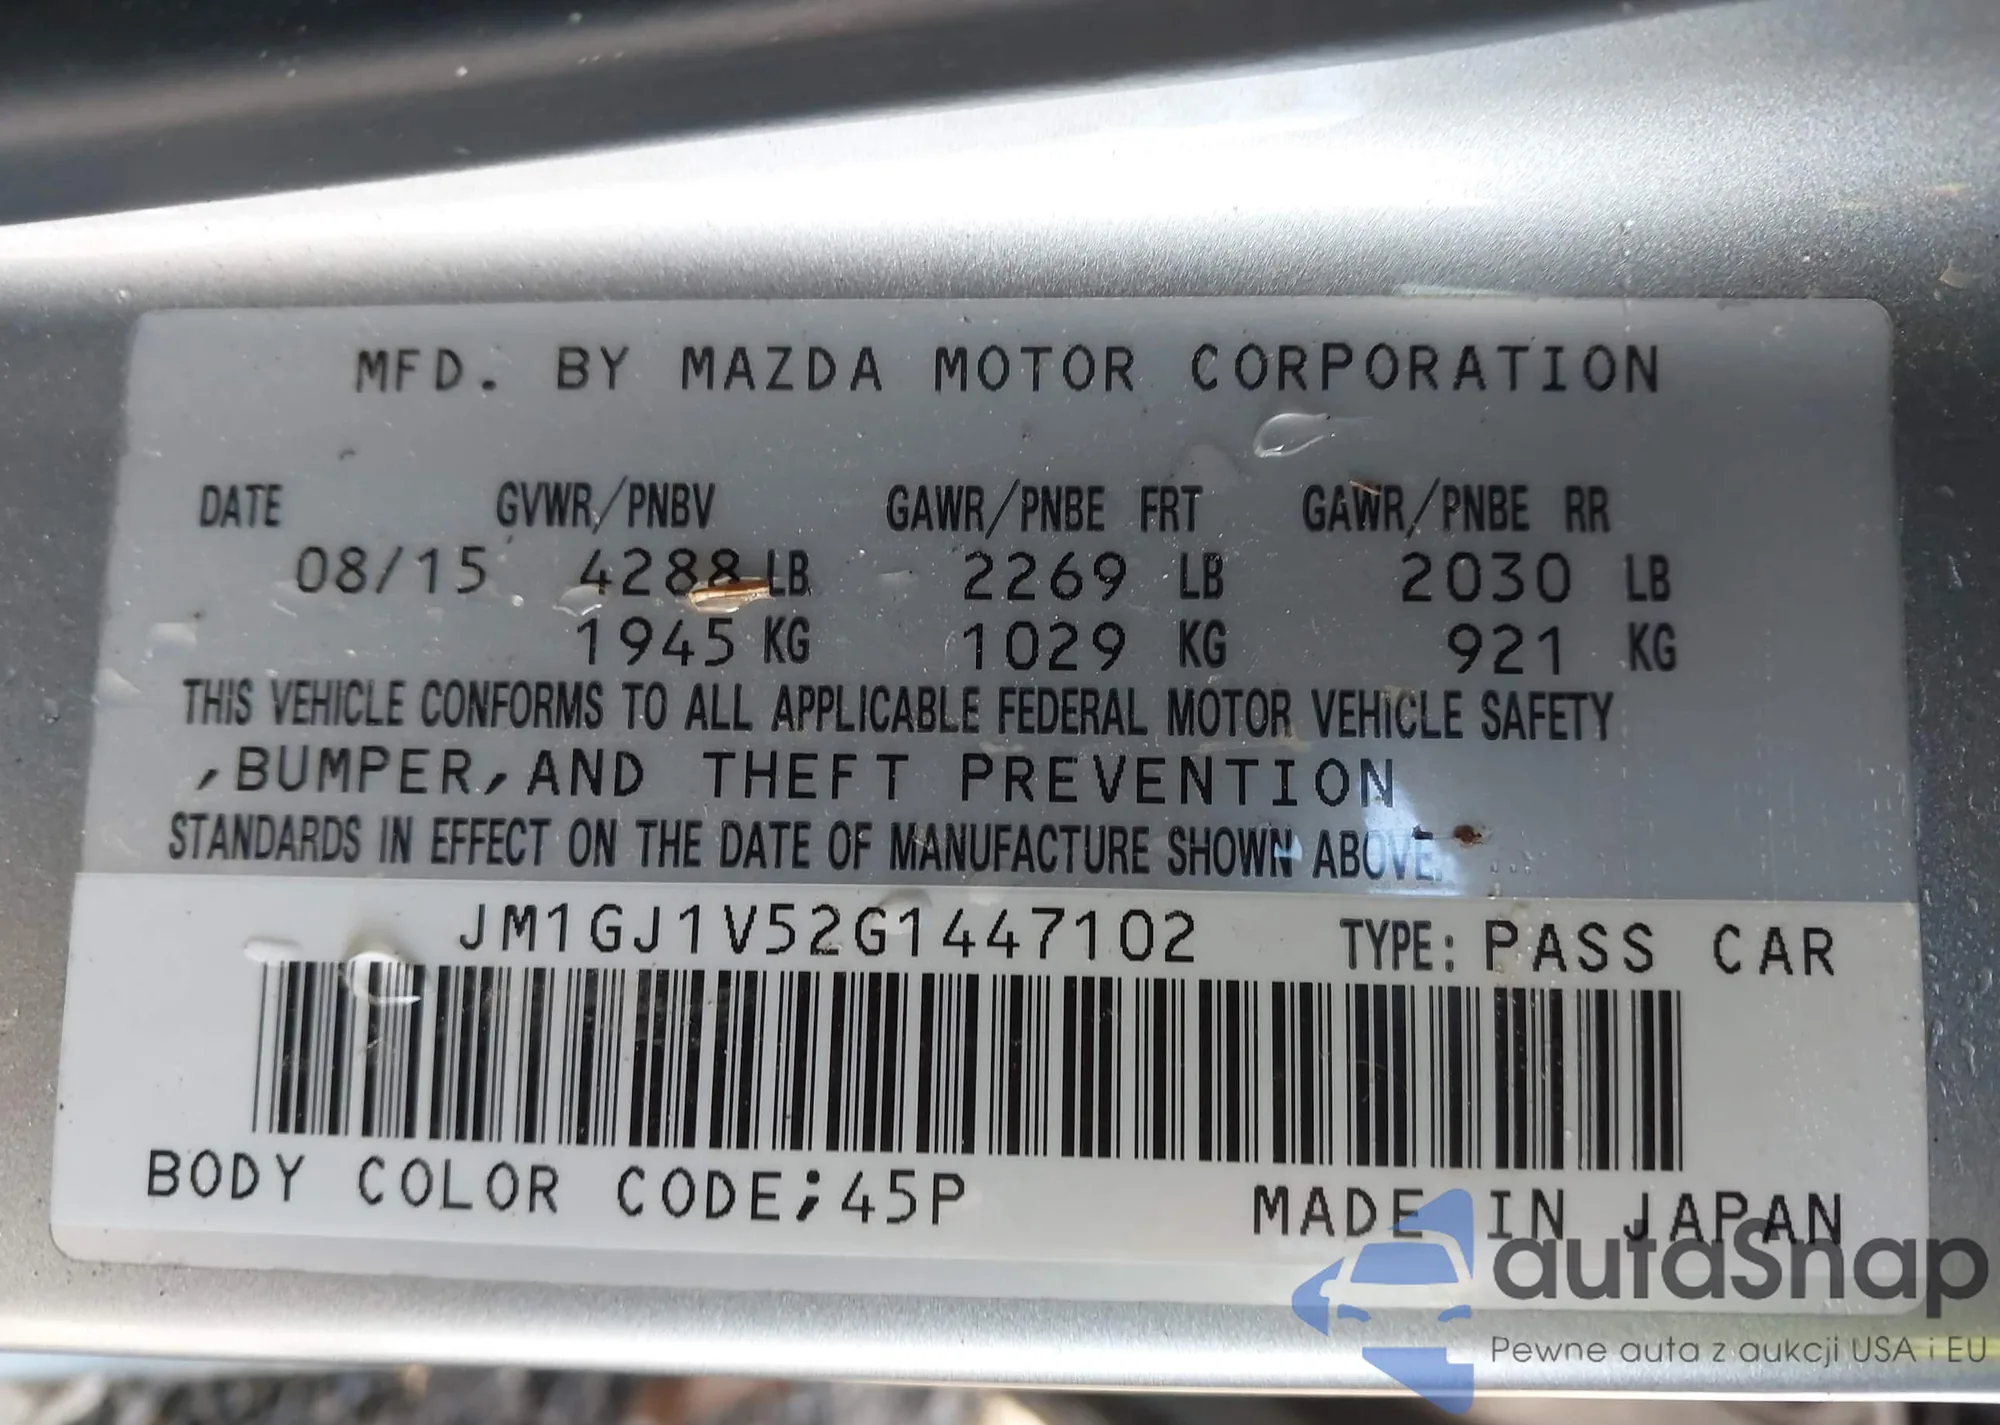 MFD. BY MAZDA MOTOR CORPORATION
DATE GVWR/PNBV GAWR/PNBE FRT GAWR/PNBE RR
08/15 4288 LB 2269 LB 2030 LB
1945 KG 1029 KG 921 KG
THIS VEHICLE CONFORMS TO ALL APPLICABLE FEDERAL MOTOR VEHICLE SAFETY
,BUMPER,AND THEFT PREVENTION
STANDARDS IN EFFECT ON THE DATE OF MANUFACTURE SHOWN ABOVE.
JM1GJ1V52G1447102 TYPE: PASS CAR
BODY COLOR CODE;45P MADE IN JAPAN
autaSnap
Pewne auta z aukcji USA i EU